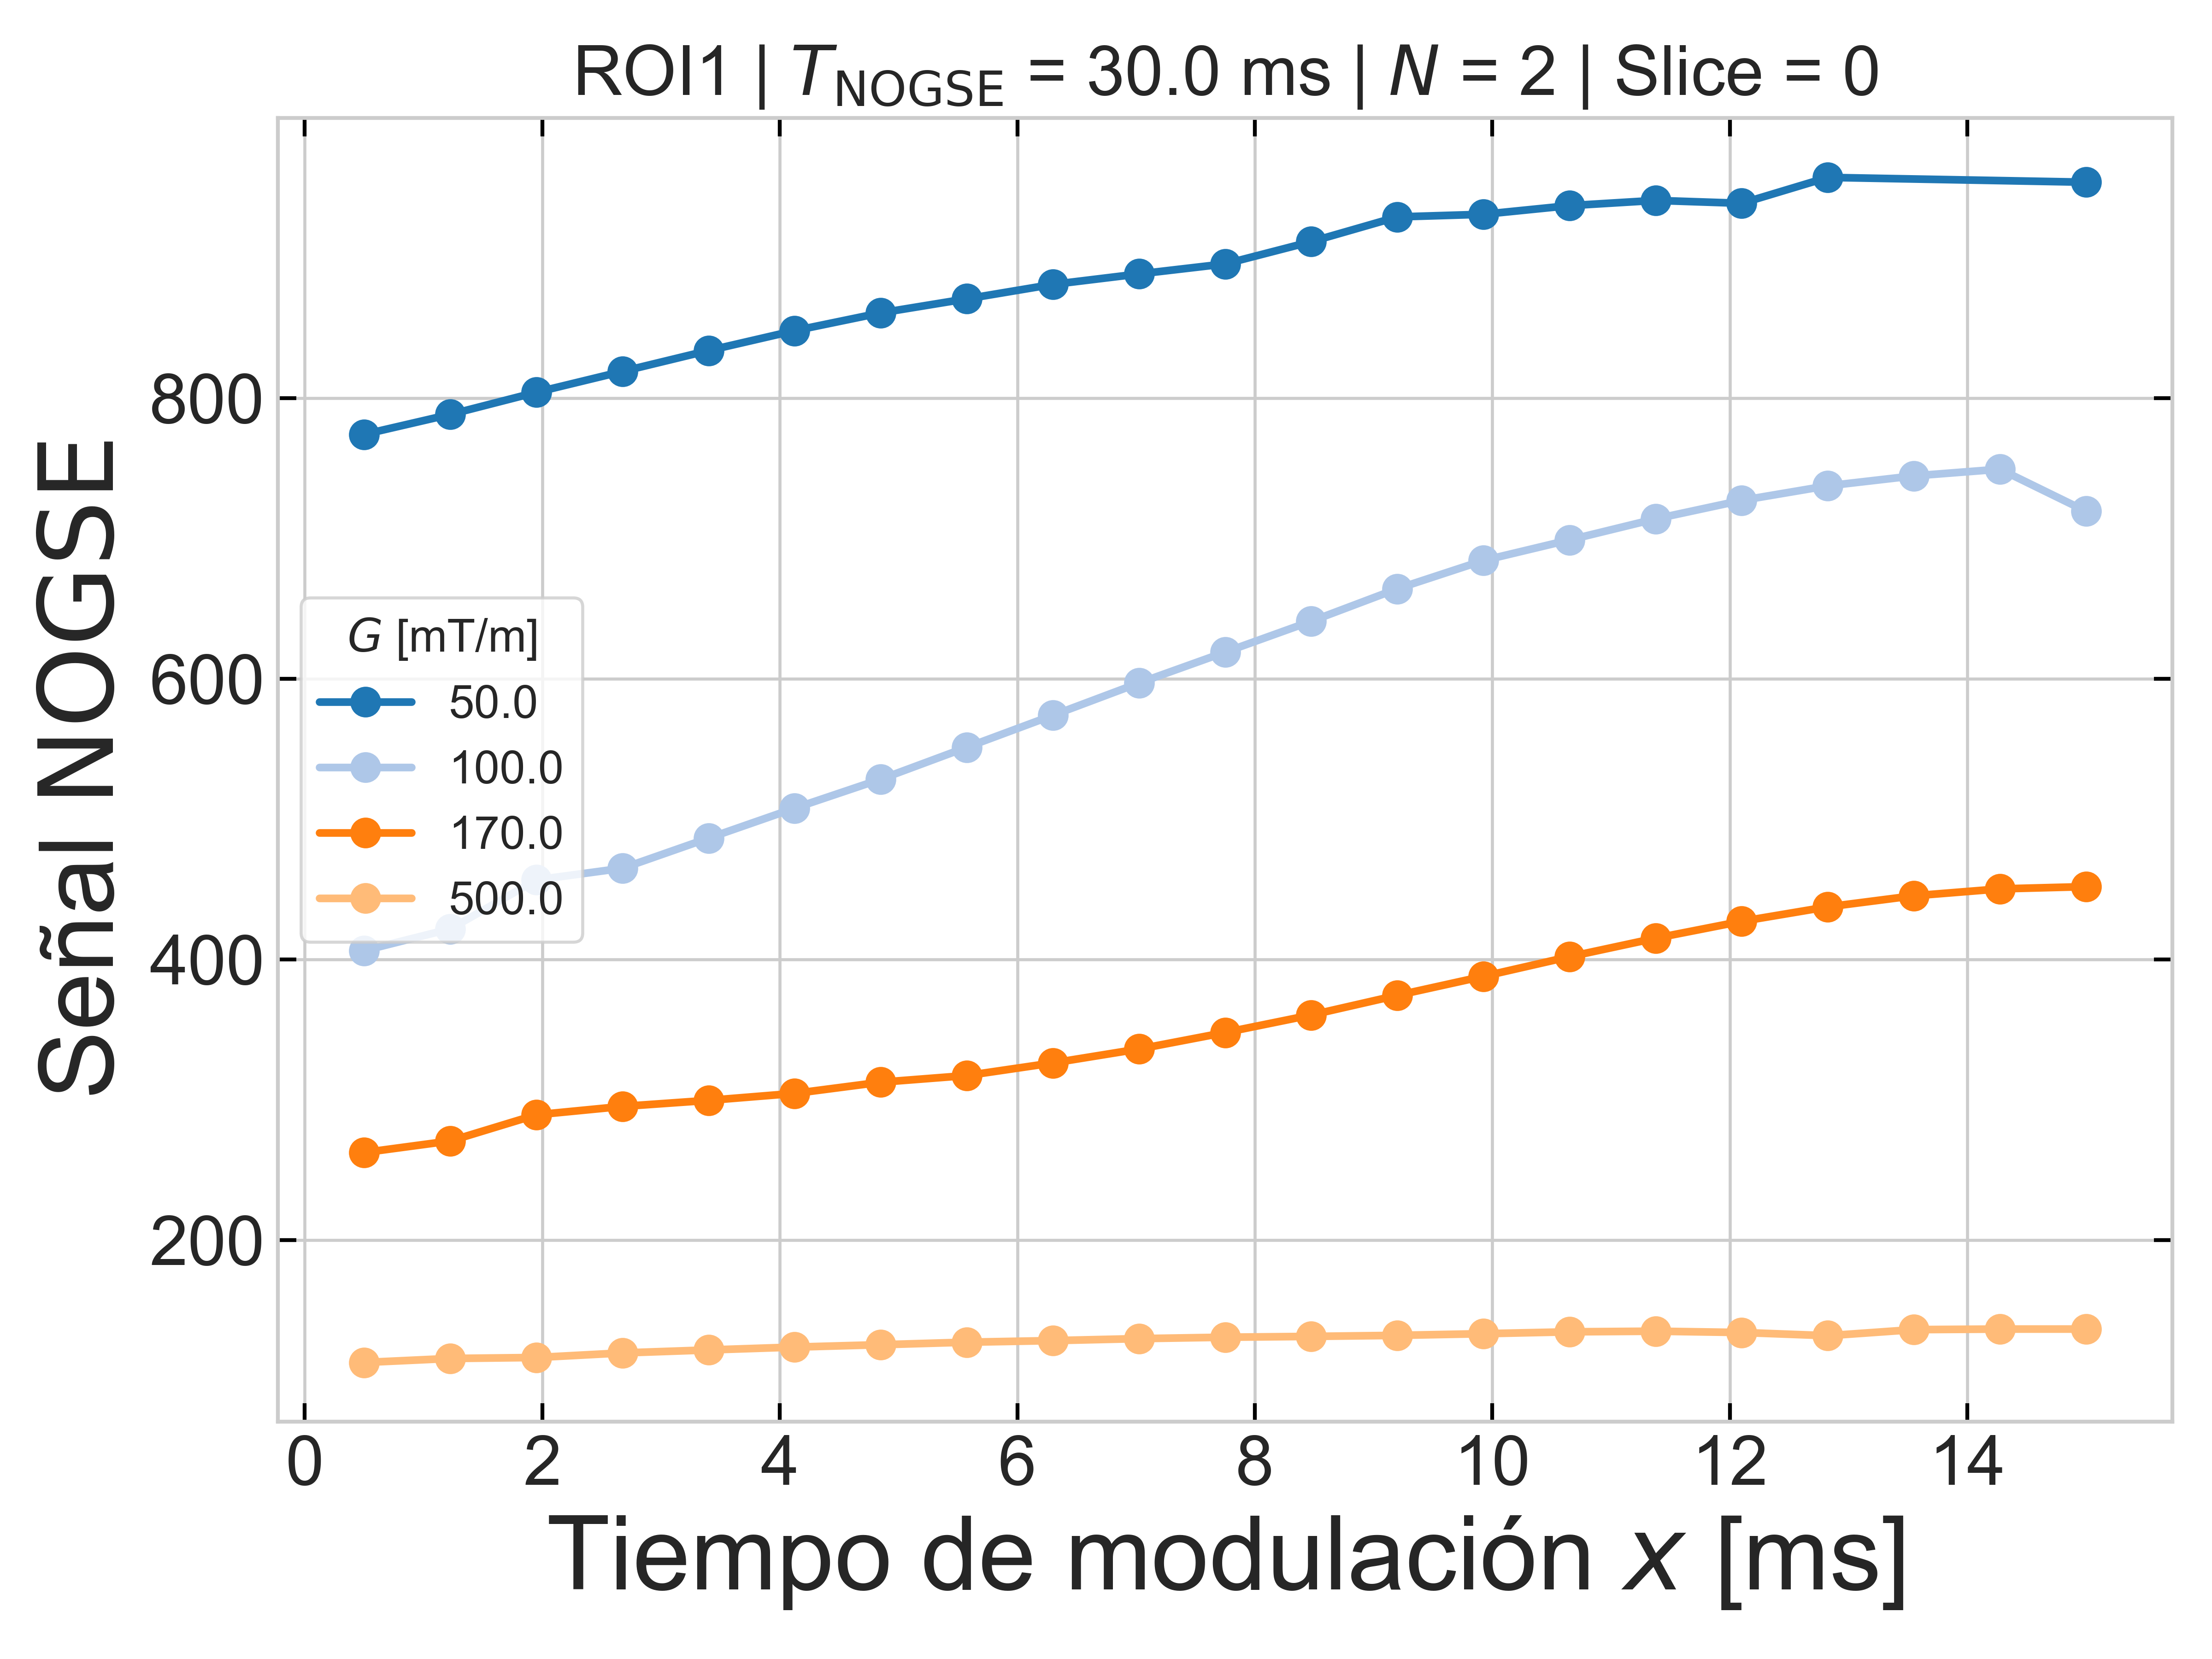 ROI1 | T_NOGSE = 30.0 ms | N = 2 | Slice = 0
Señal NOGSE
800
600
400
200
G [mT/m]
50.0
100.0
170.0
500.0
0 2 4 6 8 10 12 14
Tiempo de modulación x [ms]